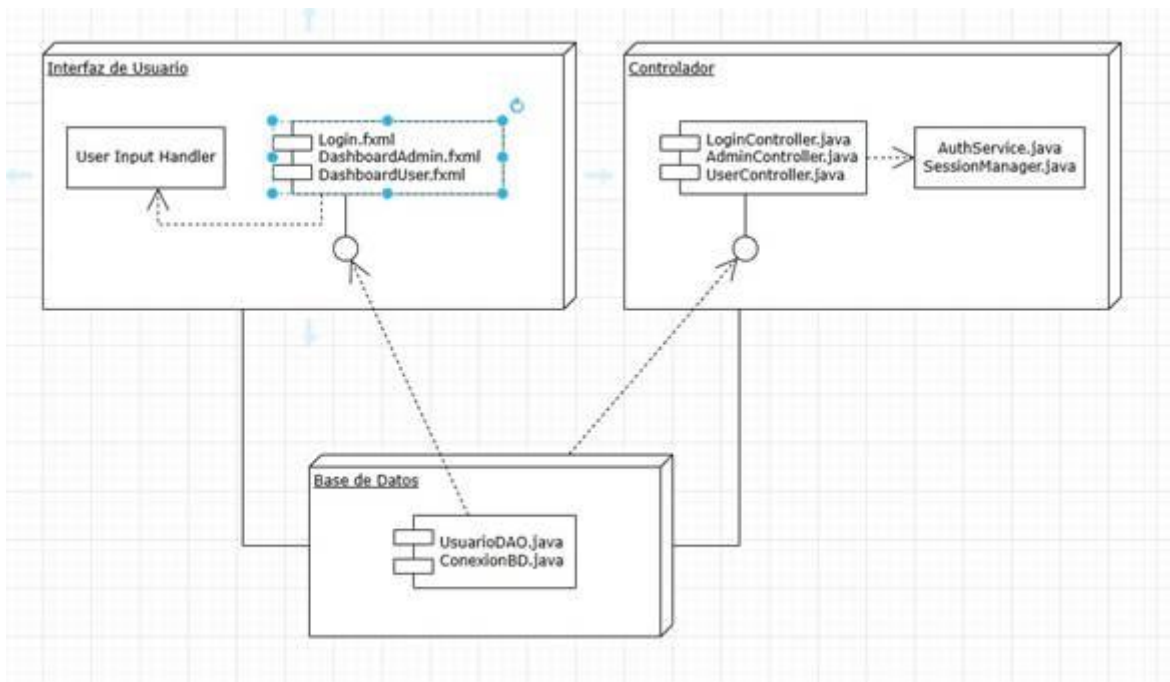 Interfaz de Usuario
User Input Handler
Login.fxml
DashboardAdmin.fxml
DashboardUser.fxml
Controlador
LoginController.java
AdminController.java
UserController.java
AuthService.java
SessionManager.java
Base de Datos
UsuarioDAO.java
ConexionBD.java